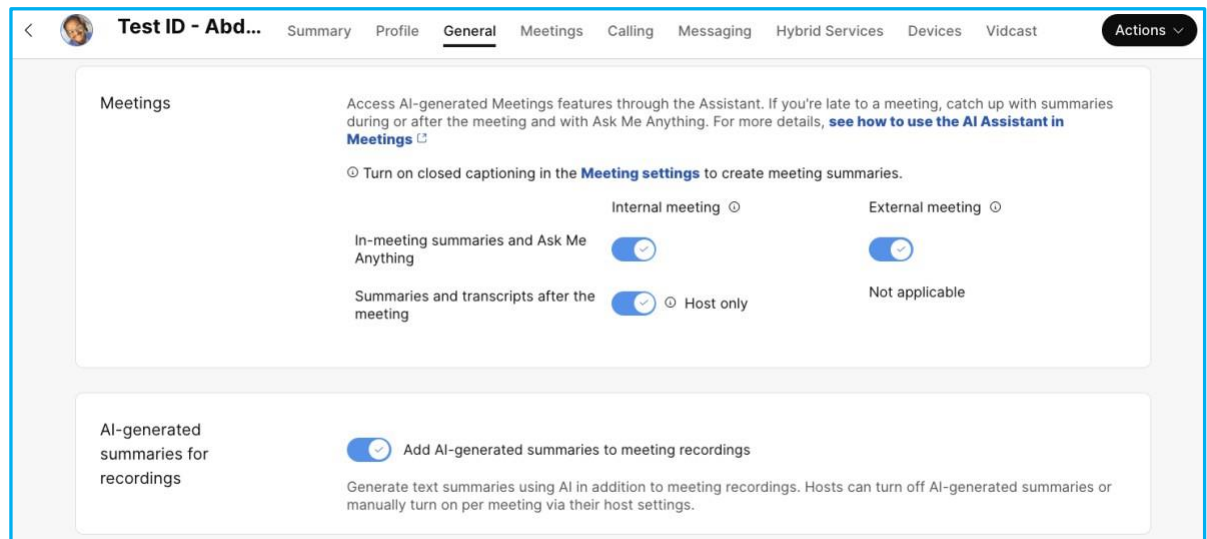 Test ID - Abd...
Summary Profile General Meetings Calling Messaging Hybrid Services Devices Vidcast
Actions
Meetings
Access AI-generated Meetings features through the Assistant. If you're late to a meeting, catch up with summaries
during or after the meeting and with Ask Me Anything. For more details, see how to use the AI Assistant in
Meetings
Turn on closed captioning in the Meeting settings to create meeting summaries.
Internal meeting External meeting
In-meeting summaries and Ask Me
Anything
Summaries and transcripts after the
meeting
Host only
Not applicable
AI-generated
summaries for
recordings
Add AI-generated summaries to meeting recordings
Generate text summaries using AI in addition to meeting recordings. Hosts can turn off AI-generated summaries or
manually turn on per meeting via their host settings.